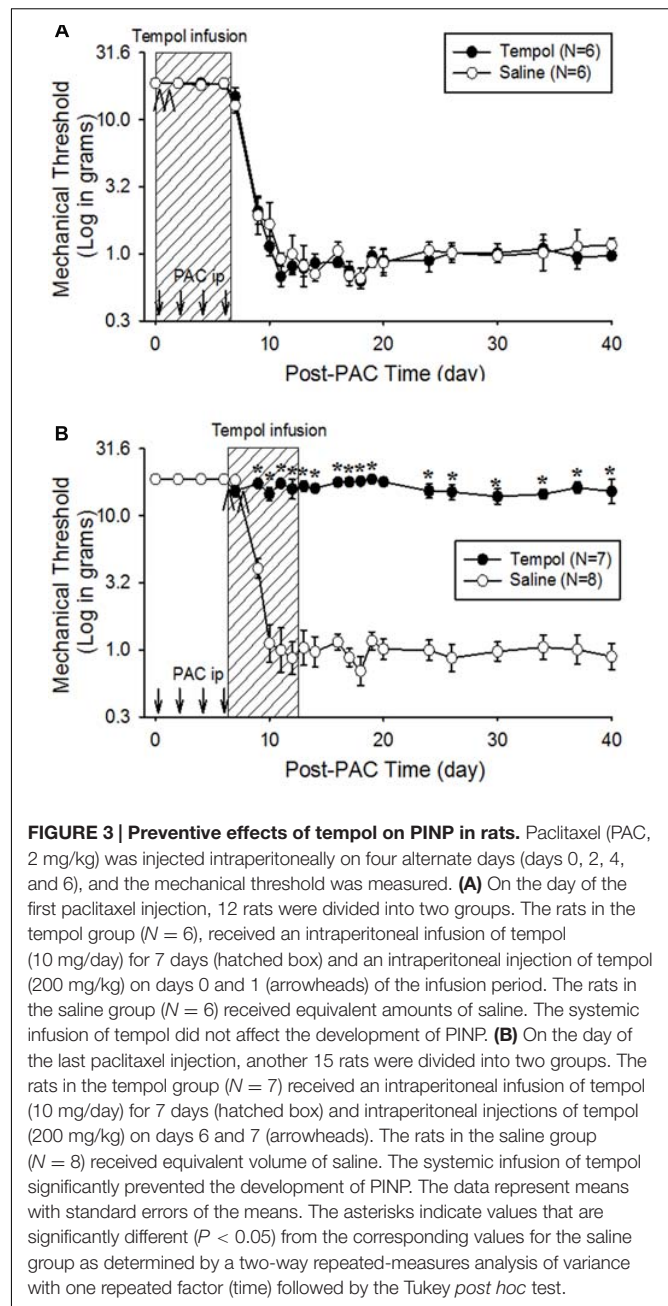 A
Tempol infusion
31.6
10.0
3.2
1.0
0.3
Mechanical Threshold
(Log in grams)
Tempol (N=6)
Saline (N=6)
PAC ip
0 10 20 30 40
Post-PAC Time (day)
B
Tempol infusion
31.6
10.0
3.2
1.0
0.3
Mechanical Threshold
(Log in grams)
* * * * * * * * * * * * * * * *
Tempol (N=7)
Saline (N=8)
PAC ip
0 10 20 30 40
Post-PAC Time (day)
FIGURE 3 | Preventive effects of tempol on PINP in rats. Paclitaxel (PAC,
2 mg/kg) was injected intraperitoneally on four alternate days (days 0, 2, 4,
and 6), and the mechanical threshold was measured. (A) On the day of the
first paclitaxel injection, 12 rats were divided into two groups. The rats in the
tempol group (N = 6), received an intraperitoneal infusion of tempol
(10 mg/day) for 7 days (hatched box) and an intraperitoneal injection of tempol
(200 mg/kg) on days 0 and 1 (arrowheads) of the infusion period. The rats in
the saline group (N = 6) received equivalent amounts of saline. The systemic
infusion of tempol did not affect the development of PINP. (B) On the day of
the last paclitaxel injection, another 15 rats were divided into two groups. The
rats in the tempol group (N = 7) received an intraperitoneal infusion of tempol
(10 mg/day) for 7 days (hatched box) and intraperitoneal injections of tempol
(200 mg/kg) on days 6 and 7 (arrowheads). The rats in the saline group
(N = 8) received equivalent volume of saline. The systemic infusion of tempol
significantly prevented the development of PINP. The data represent means
with standard errors of the means. The asterisks indicate values that are
significantly different (P < 0.05) from the corresponding values for the saline
group as determined by a two-way repeated-measures analysis of variance
with one repeated factor (time) followed by the Tukey post hoc test.